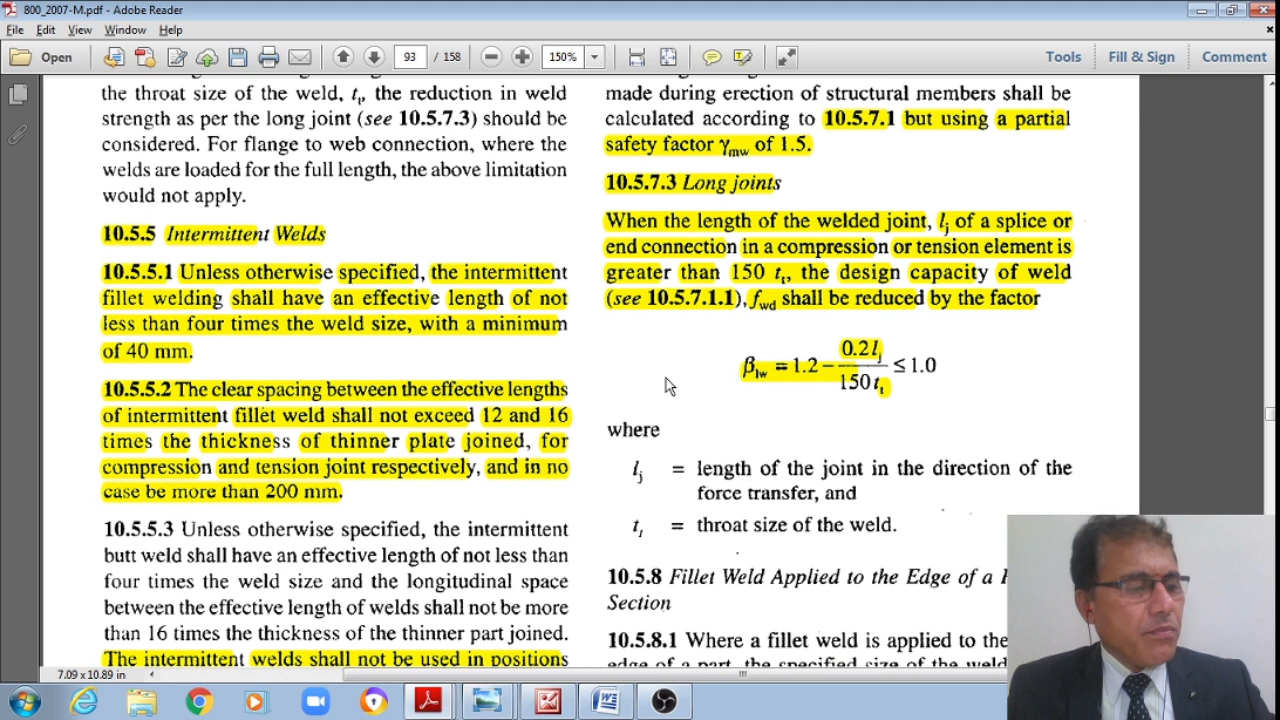 800_2007-M.pdf - Adobe Reader
File Edit View Window Help
Open 93 / 158 150% Tools Fill & Sign Comment
the throat size of the weld, tt, the reduction in weld
strength as per the long joint (see 10.5.7.3) should be
considered. For flange to web connection, where the
welds are loaded for the full length, the above limitation
would not apply.
10.5.5 Intermittent Welds
10.5.5.1 Unless otherwise specified, the intermittent
fillet welding shall have an effective length of not
less than four times the weld size, with a minimum
of 40 mm.
10.5.5.2 The clear spacing between the effective lengths
of intermittent fillet weld shall not exceed 12 and 16
times the thickness of thinner plate joined, for
compression and tension joint respectively, and in no
case be more than 200 mm.
10.5.5.3 Unless otherwise specified, the intermittent
butt weld shall have an effective length of not less than
four times the weld size and the longitudinal space
between the effective length of welds shall not be more
than 16 times the thickness of the thinner part joined.
The intermittent welds shall not be used in positions
made during erection of structural members shall be
calculated according to 10.5.7.1 but using a partial
safety factor γmw of 1.5.
10.5.7.3 Long joints
When the length of the welded joint, lj of a splice or
end connection in a compression or tension element is
greater than 150 tt, the design capacity of weld
(see 10.5.7.1.1), fwd shall be reduced by the factor
βlw = 1.2 − 0.2 lj / 150 tt ≤ 1.0
where
lj = length of the joint in the direction of the
force transfer, and
tt = throat size of the weld.
10.5.8 Fillet Weld Applied to the Edge of a
Section
10.5.8.1 Where a fillet weld is applied to the
edge of a part, the specified size of the weld
7.09 x 10.89 in